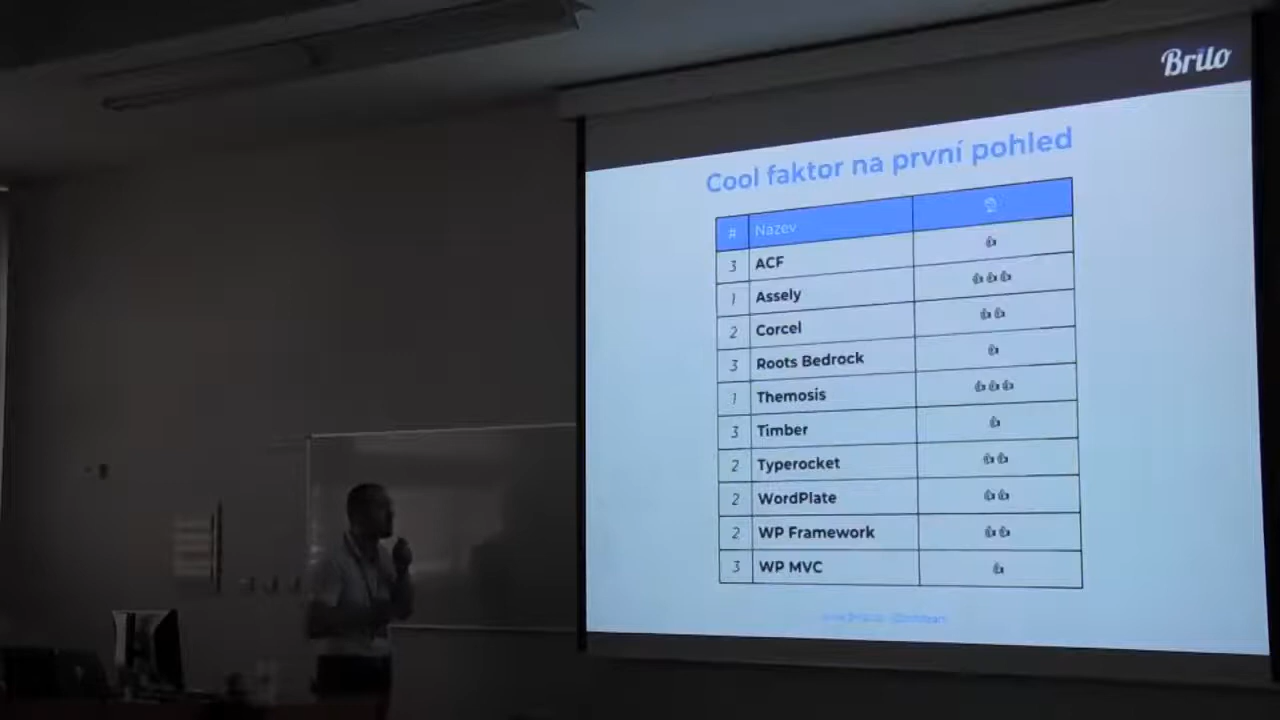 Brilo
Cool faktor na první pohled
# Název
3 ACF 👍
1 Assely 👍👍👍
2 Corcel 👍👍
3 Roots Bedrock 👍
1 Themosis 👍👍👍
3 Timber 👍
2 Typerocket 👍👍
2 WordPlate 👍👍
2 WP Framework 👍👍
3 WP MVC 👍